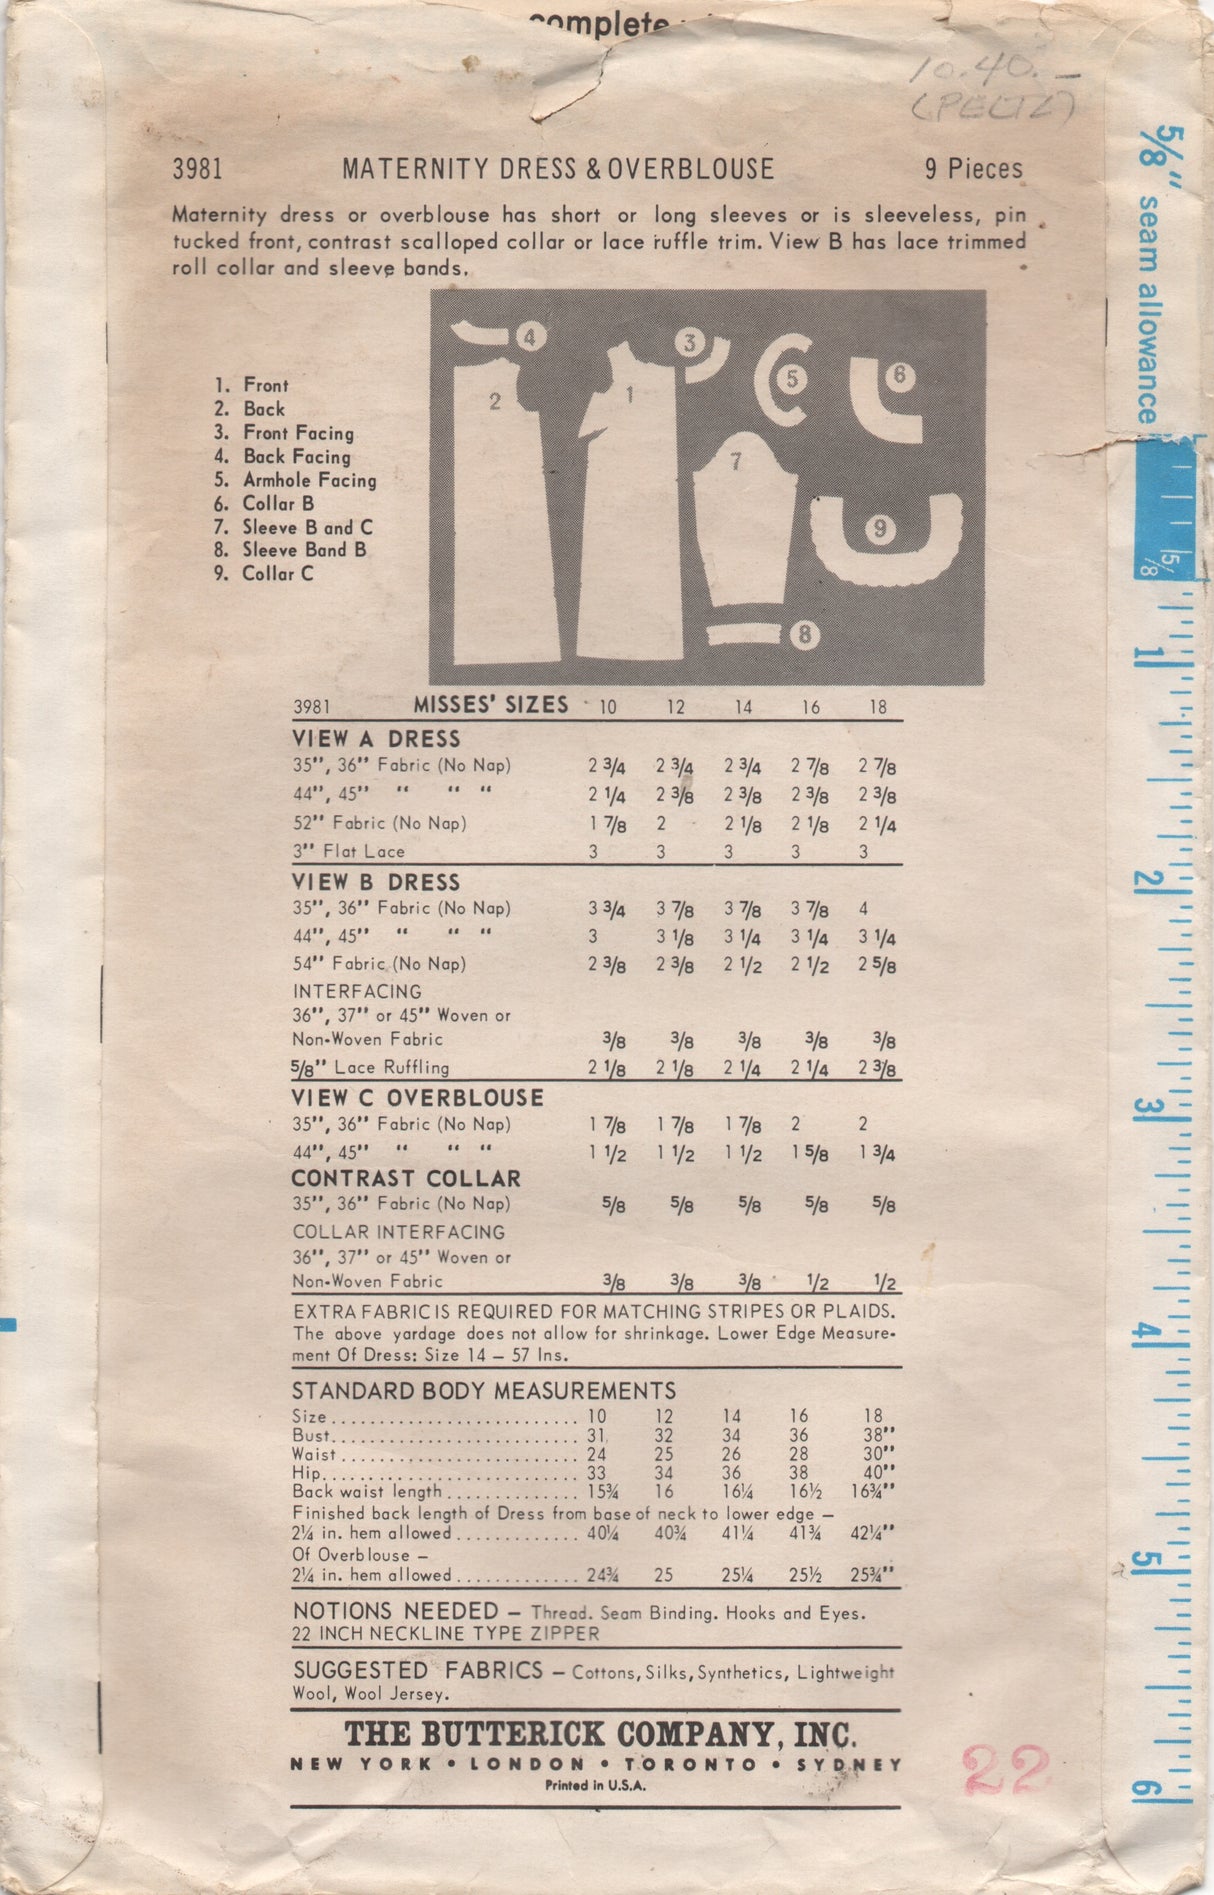 complete
10.40.—
(PELTZ)
3981 MATERNITY DRESS & OVERBLOUSE 9 Pieces
Maternity dress or overblouse has short or long sleeves or is sleeveless, pin
tucked front, contrast scalloped collar or lace ruffle trim. View B has lace trimmed
roll collar and sleeve bands.
1. Front
2. Back
3. Front Facing
4. Back Facing
5. Armhole Facing
6. Collar B
7. Sleeve B and C
8. Sleeve Band B
9. Collar C
4
3
2
1
5
6
7
9
8
3981 MISSES' SIZES 10 12 14 16 18
VIEW A DRESS
35", 36" Fabric (No Nap) 2 3/4 2 3/4 2 3/4 2 7/8 2 7/8
44", 45" " " " 2 1/4 2 3/8 2 3/8 2 3/8 2 3/8
52" Fabric (No Nap) 1 7/8 2 2 1/8 2 1/8 2 1/4
3" Flat Lace 3 3 3 3 3
VIEW B DRESS
35", 36" Fabric (No Nap) 3 3/4 3 7/8 3 7/8 3 7/8 4
44", 45" " " " 3 3 1/8 3 1/4 3 1/4 3 1/4
54" Fabric (No Nap) 2 3/8 2 3/8 2 1/2 2 1/2 2 5/8
INTERFACING
36", 37" or 45" Woven or
Non-Woven Fabric 3/8 3/8 3/8 3/8 3/8
5/8" Lace Ruffling 2 1/8 2 1/8 2 1/4 2 1/4 2 3/8
VIEW C OVERBLOUSE
35", 36" Fabric (No Nap) 1 7/8 1 7/8 1 7/8 2 2
44", 45" " " " 1 1/2 1 1/2 1 1/2 1 5/8 1 3/4
CONTRAST COLLAR
35", 36" Fabric (No Nap) 5/8 5/8 5/8 5/8 5/8
COLLAR INTERFACING
36", 37" or 45" Woven or
Non-Woven Fabric 3/8 3/8 3/8 1/2 1/2
EXTRA FABRIC IS REQUIRED FOR MATCHING STRIPES OR PLAIDS.
The above yardage does not allow for shrinkage. Lower Edge Measure-
ment Of Dress: Size 14 – 57 Ins.
STANDARD BODY MEASUREMENTS
Size.......................... 10 12 14 16 18
Bust.......................... 31 32 34 36 38"
Waist......................... 24 25 26 28 30"
Hip........................... 33 34 36 38 40"
Back waist length.............. 15¾ 16 16¼ 16½ 16¾"
Finished back length of Dress from base of neck to lower edge –
2¼ in. hem allowed............. 40¼ 40¾ 41¼ 41¾ 42¼"
Of Overblouse –
2¼ in. hem allowed............. 24¾ 25 25¼ 25½ 25¾"
NOTIONS NEEDED – Thread. Seam Binding. Hooks and Eyes.
22 INCH NECKLINE TYPE ZIPPER
SUGGESTED FABRICS – Cottons, Silks, Synthetics, Lightweight
Wool, Wool Jersey.
THE BUTTERICK COMPANY, INC.
NEW YORK • LONDON • TORONTO • SYDNEY
Printed in U.S.A.
22
5/8" seam allowance
5/8
1
2
3
4
5
6